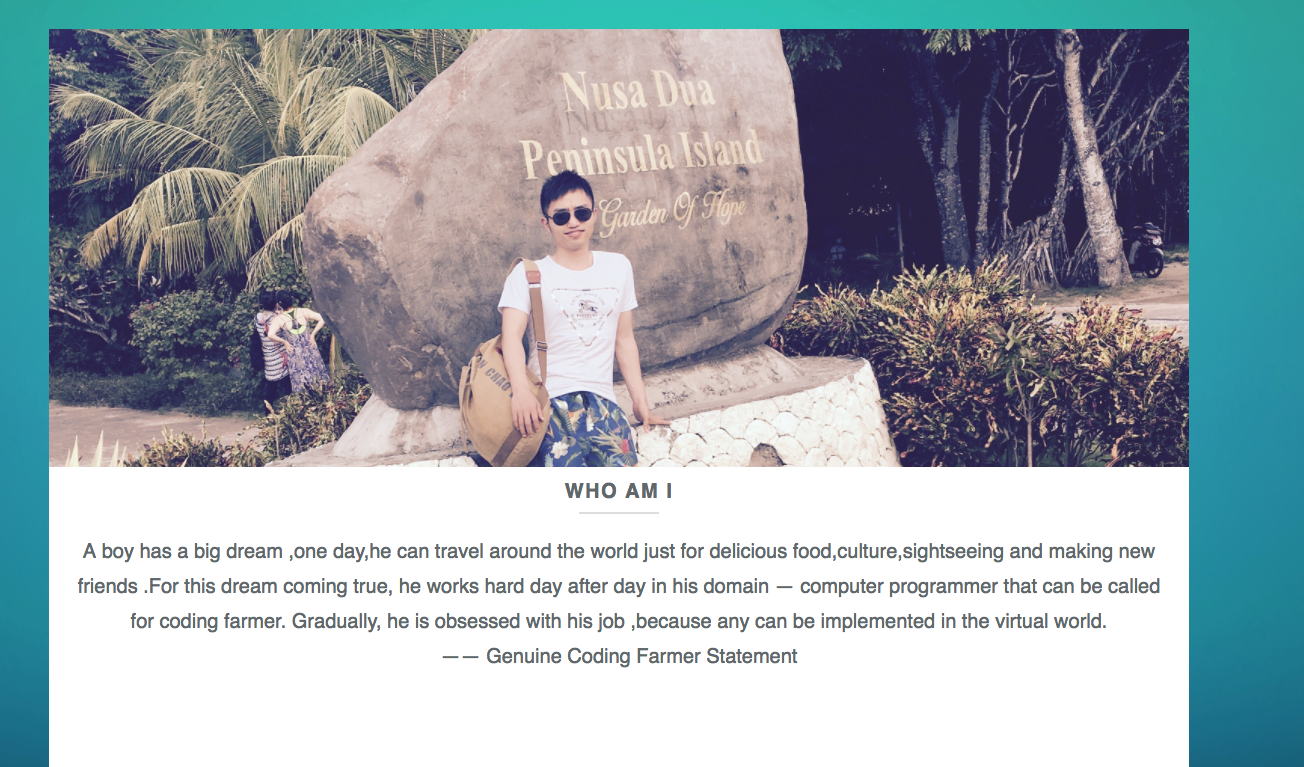 Nusa Dua
Peninsula Island
Garden Of Hope
CHAO
WHO AM I
A boy has a big dream ,one day,he can travel around the world just for delicious food,culture,sightseeing and making new
friends .For this dream coming true, he works hard day after day in his domain — computer programmer that can be called
for coding farmer. Gradually, he is obsessed with his job ,because any can be implemented in the virtual world.
—— Genuine Coding Farmer Statement